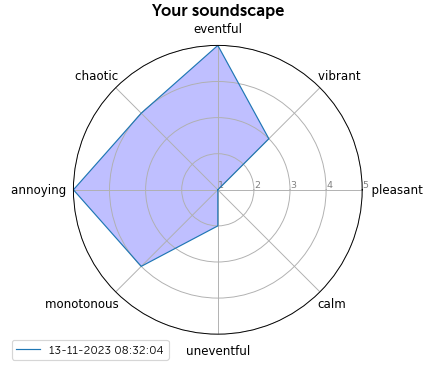 Your soundscape
eventful
chaotic
vibrant
annoying
1
2
3
4
5
pleasant
monotonous
calm
uneventful
13-11-2023 08:32:04